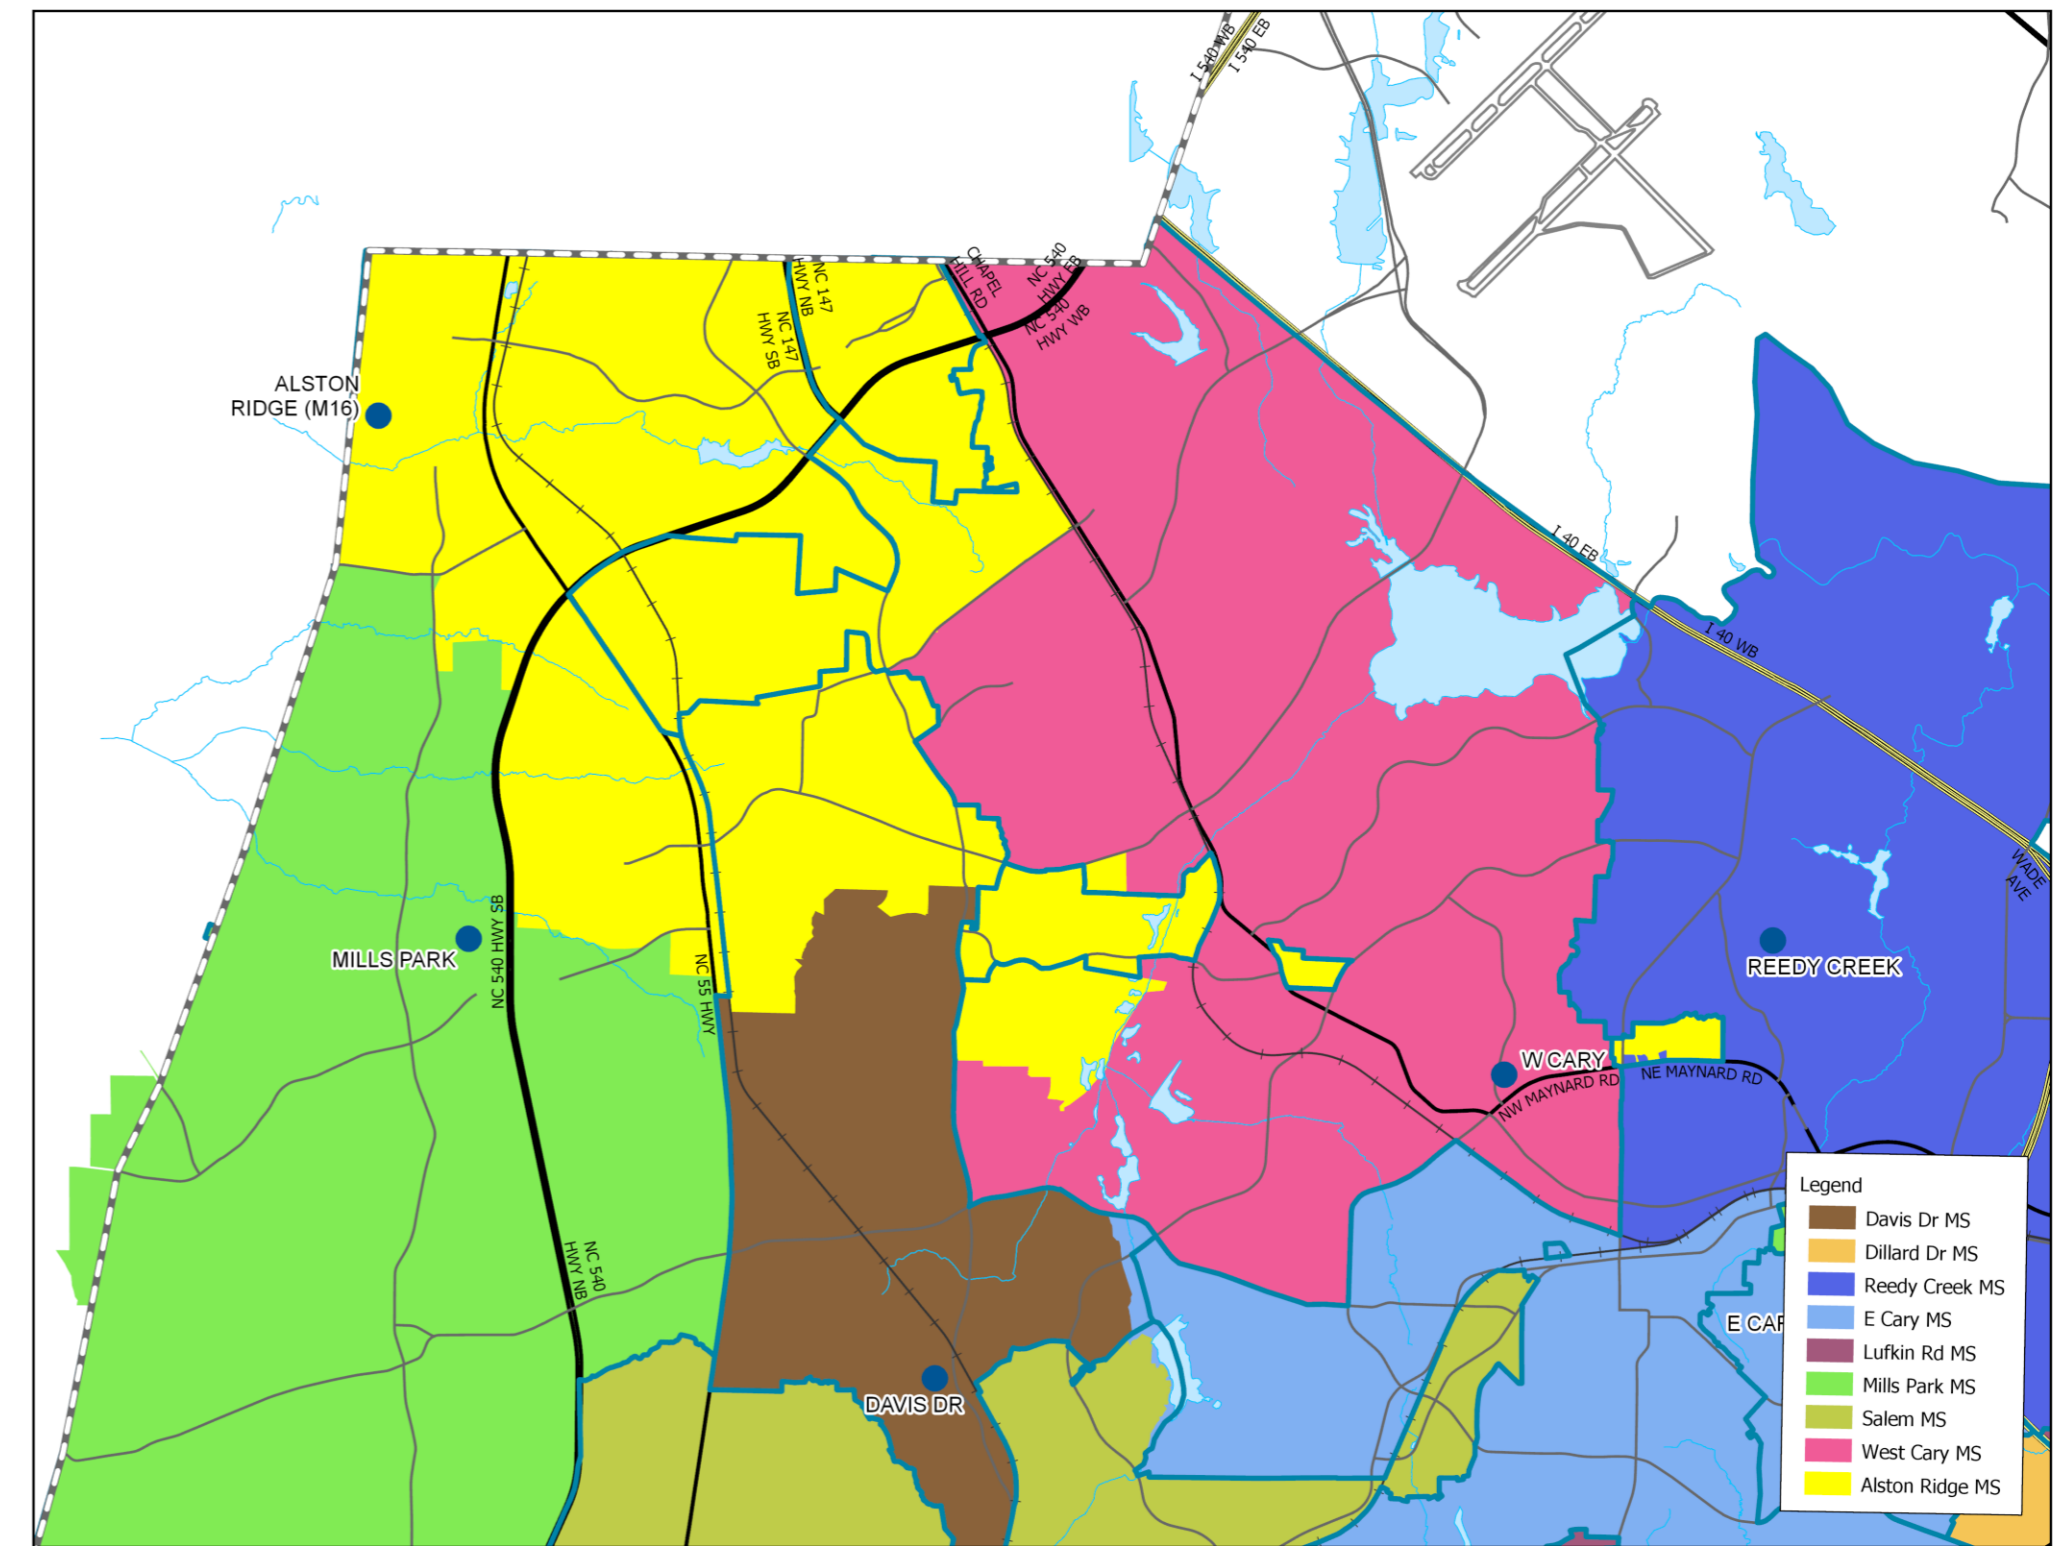 I 540 WB
I 540 EB
CHAPEL
HILL RD
NC 540
HWY EB
NC 540
HWY WB
NC 147
HWY NB
NC 147
HWY SB
ALSTON
RIDGE (M16)
I 40 EB
I 40 WB
WADE
AVE
MILLS PARK
NC 540 HWY SB
NC 55 HWY
REEDY CREEK
W CARY
NW MAYNARD RD
NE MAYNARD RD
NC 540
HWY NB
DAVIS DR
E CAR
Legend
Davis Dr MS
Dillard Dr MS
Reedy Creek MS
E Cary MS
Lufkin Rd MS
Mills Park MS
Salem MS
West Cary MS
Alston Ridge MS